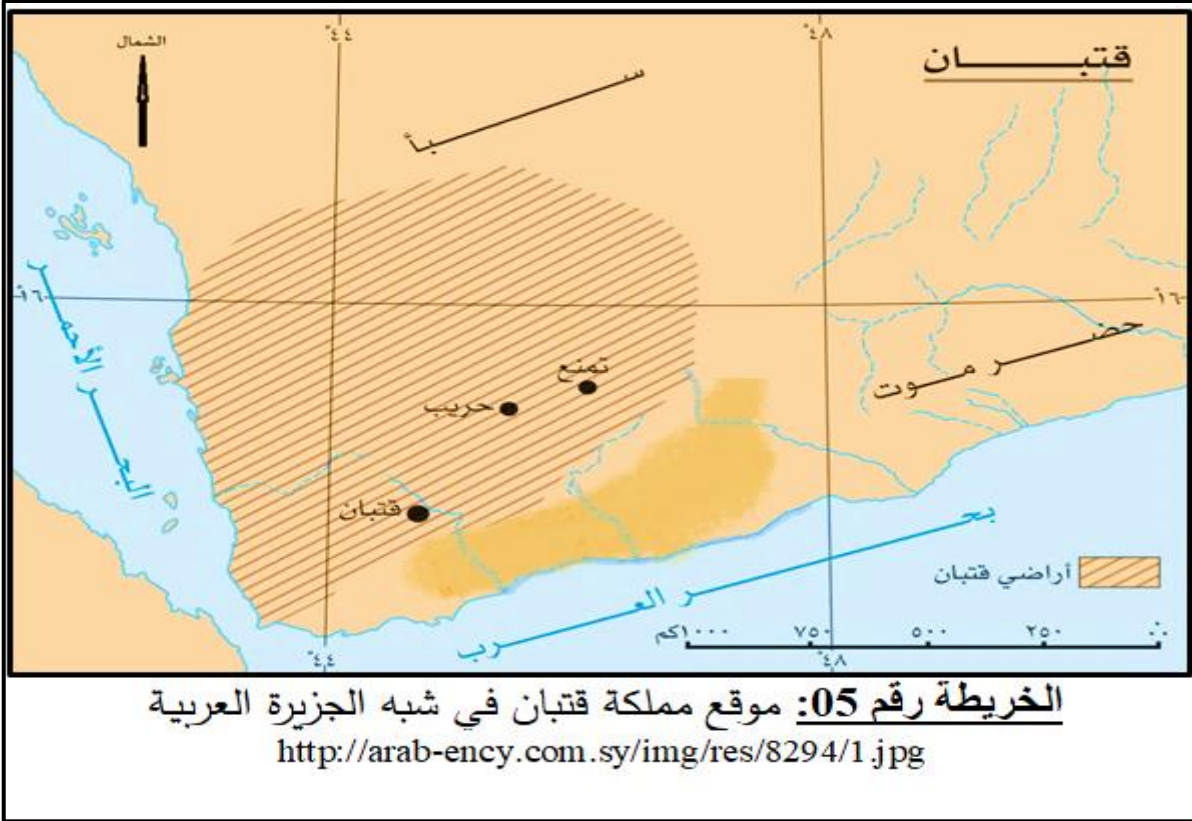 °٤٤
°٤٨
الشمال
قتبان
سبأ
°١٦
°١٦
حضرموت
البحر الأحمر
تمنع
حريب
قتبان
بحر العرب
أراضي قتبان
١٠٠٠كم ٧٥٠ ٥٠٠ ٢٥٠ ٠
°٤٤
°٤٨
الخريطة رقم 05: موقع مملكة قتبان في شبه الجزيرة العربية
http://arab-ency.com.sy/img/res/8294/1.jpg